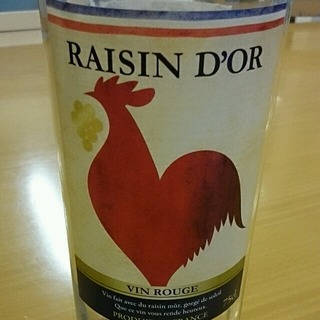 RAISIN D'OR
VIN ROUGE
Vin fait avec du raisin mûr, gorgé de soleil
Que ce vin vous rende heureux.
75cl